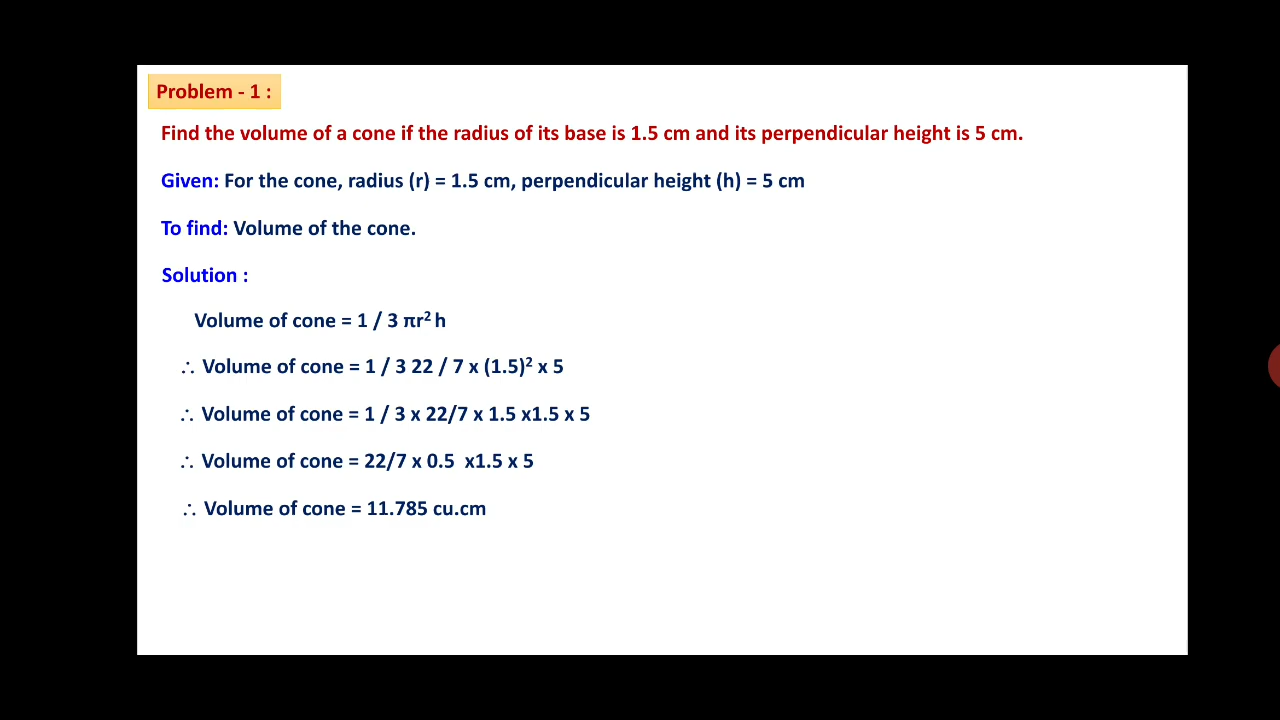 Problem - 1 :
Find the volume of a cone if the radius of its base is 1.5 cm and its perpendicular height is 5 cm.
Given: For the cone, radius (r) = 1.5 cm, perpendicular height (h) = 5 cm
To find: Volume of the cone.
Solution :
Volume of cone = 1 / 3 πr² h
∴ Volume of cone = 1 / 3 22 / 7 x (1.5)² x 5
∴ Volume of cone = 1 / 3 x 22/7 x 1.5 x1.5 x 5
∴ Volume of cone = 22/7 x 0.5 x1.5 x 5
∴ Volume of cone = 11.785 cu.cm